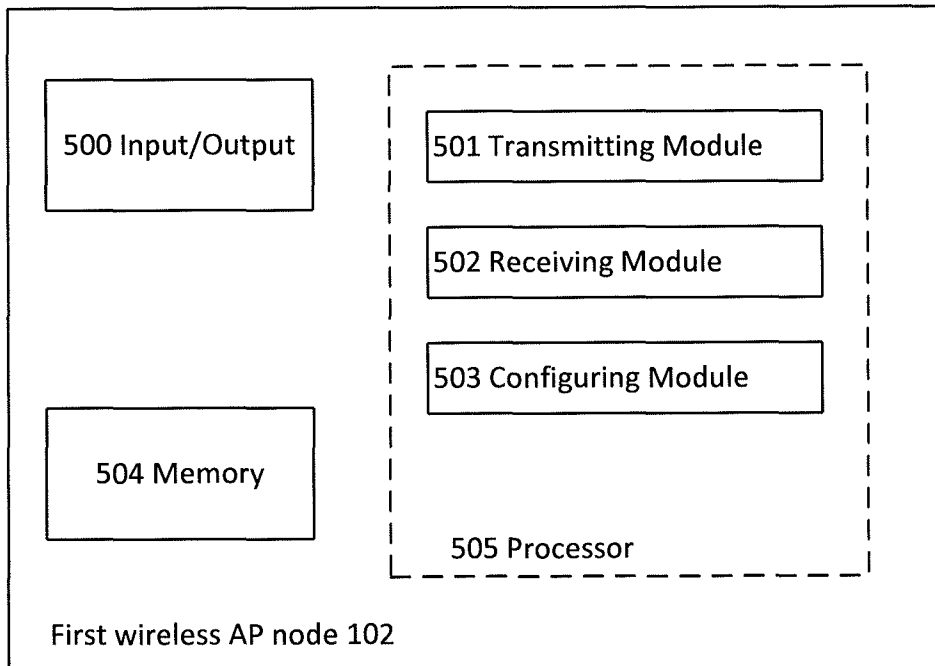 500 Input/Output
501 Transmitting Module
502 Receiving Module
503 Configuring Module
504 Memory
505 Processor
First wireless AP node 102